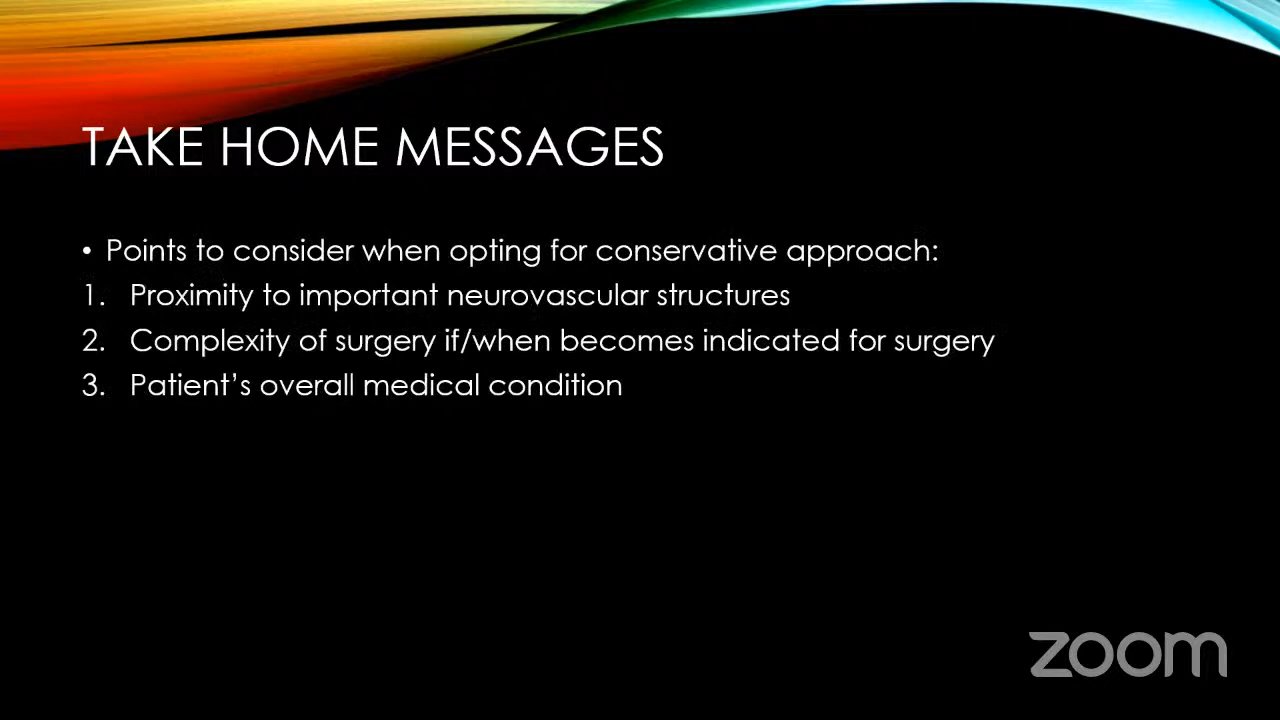 TAKE HOME MESSAGES
• Points to consider when opting for conservative approach:
1. Proximity to important neurovascular structures
2. Complexity of surgery if/when becomes indicated for surgery
3. Patient's overall medical condition
zoom